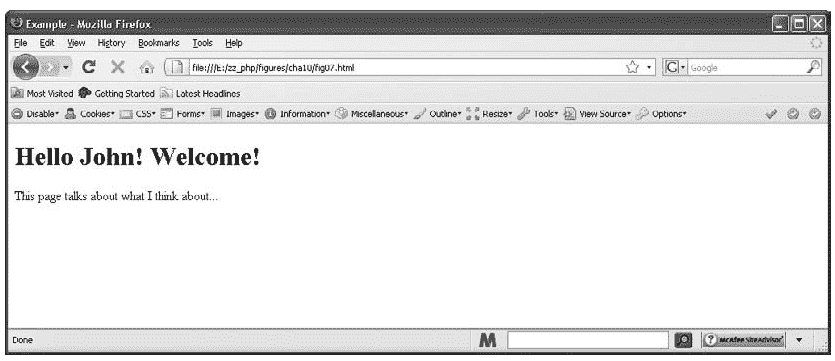 Example - Mozilla Firefox
File Edit View History Bookmarks Tools Help
file:///E:/zz_php/figures/cha10/fig07.html
G Google
Most Visited Getting Started Latest Headlines
Disable Cookies CSS Forms Images Information Miscellaneous Outline Resize Tools View Source Options
Hello John! Welcome!
This page talks about what I think about...
Done
M
McAfee SiteAdvisor